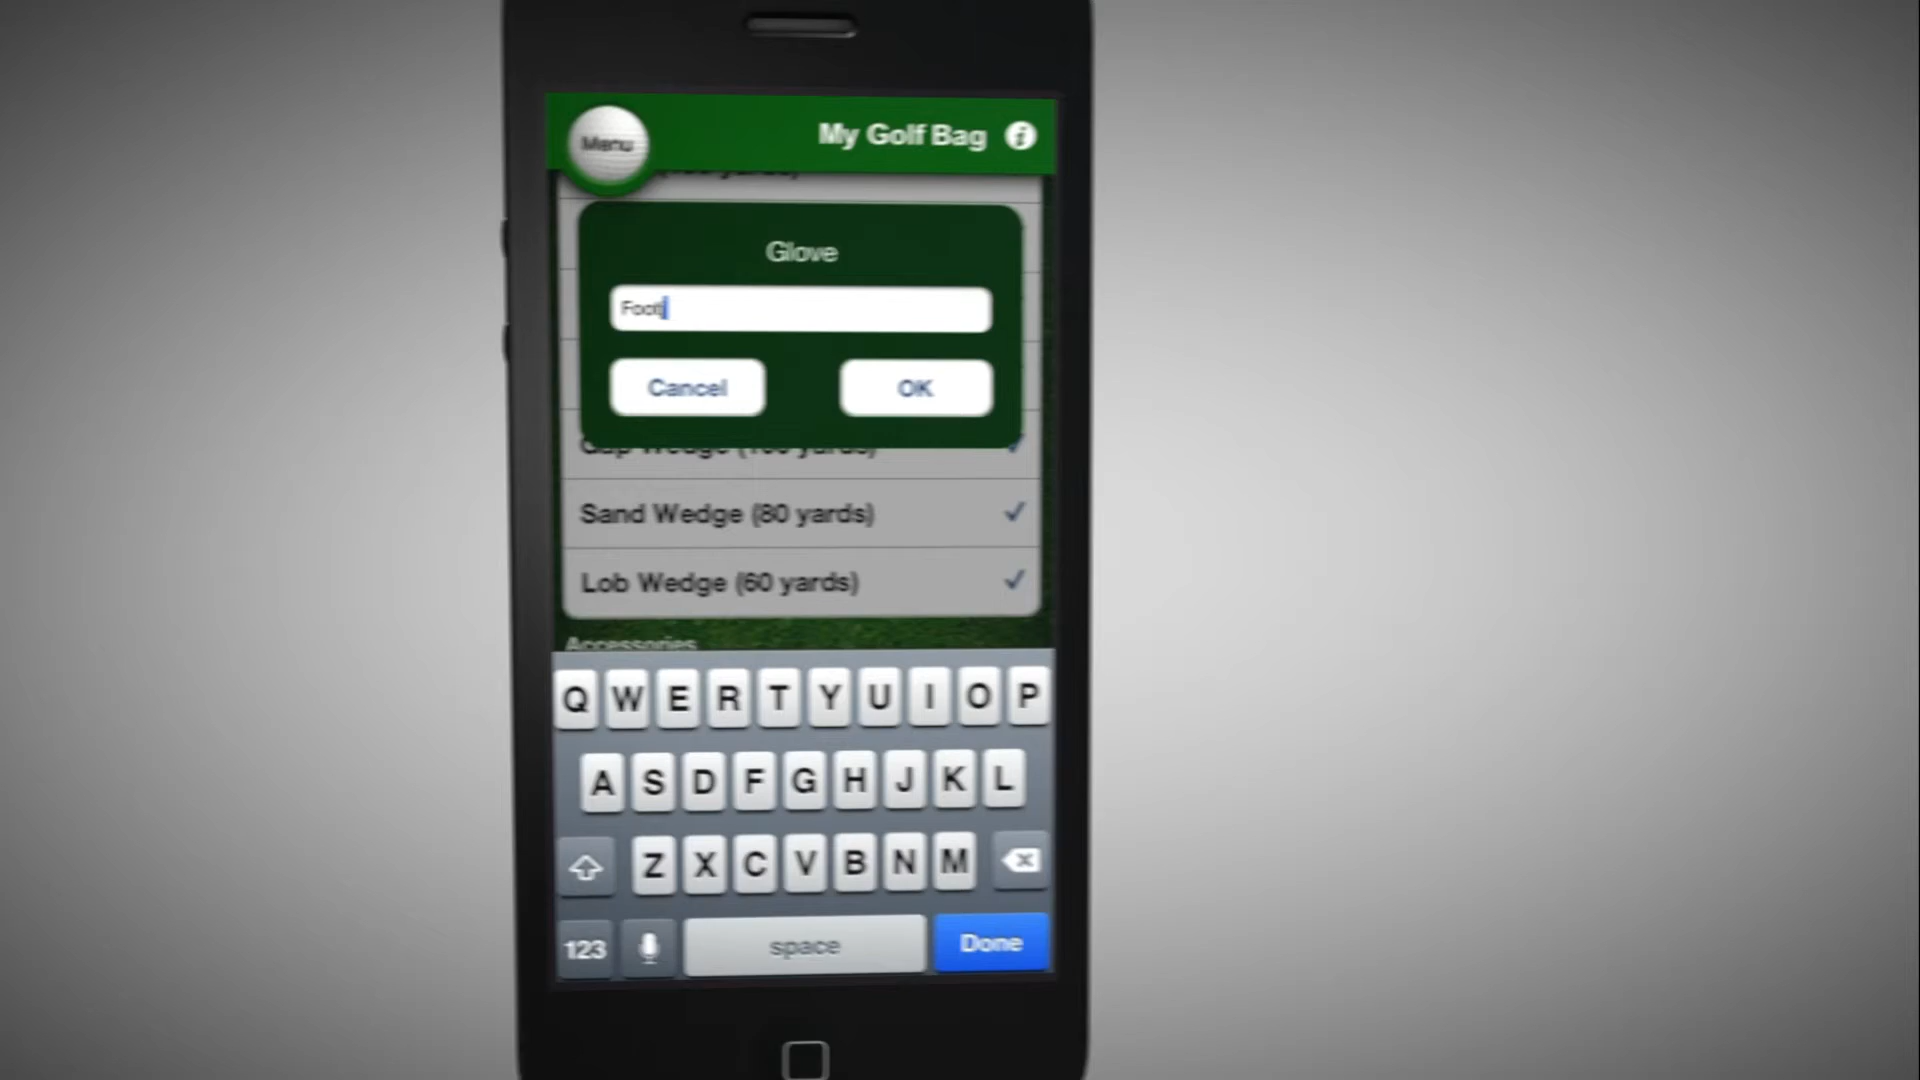 Menu
My Golf Bag
Glove
Foot
Cancel
OK
Gap Wedge (100 yards)
Sand Wedge (80 yards)
Lob Wedge (60 yards)
Accessories
Q W E R T Y U I O P
A S D F G H J K L
Z X C V B N M
123
space
Done